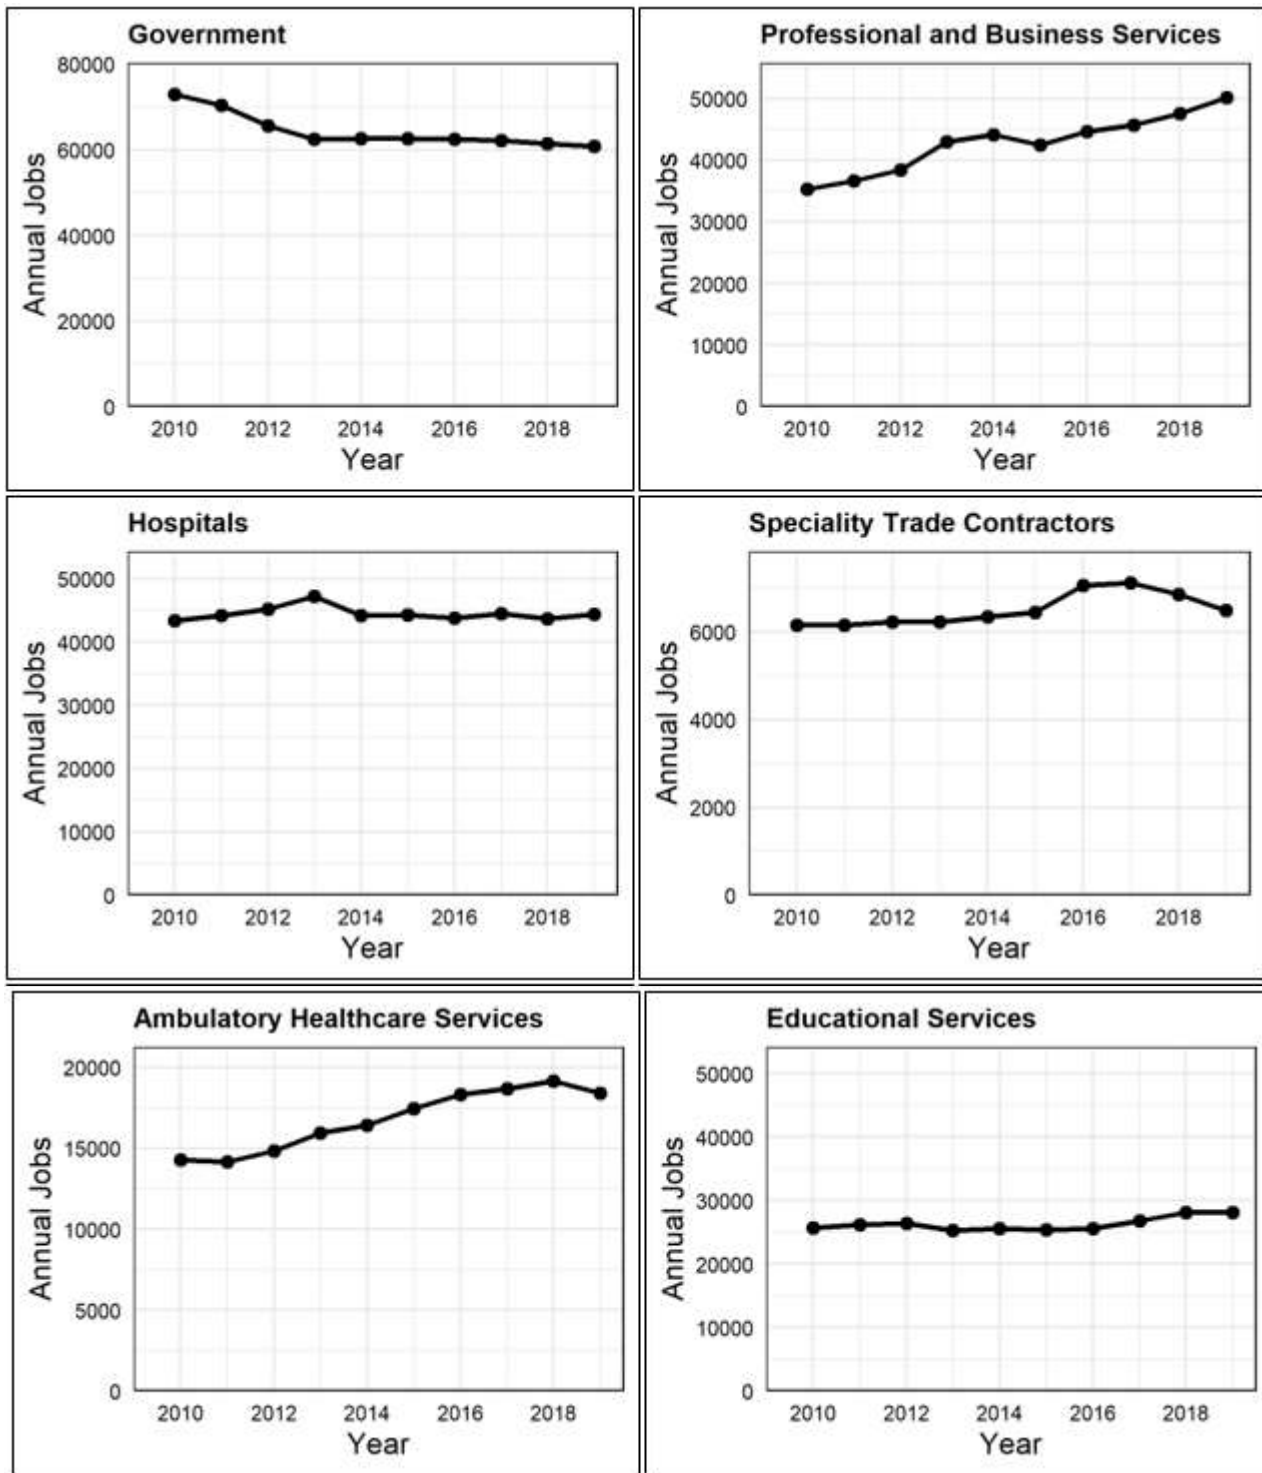 Government
80000
60000
40000
20000
0
Annual Jobs
2010 2012 2014 2016 2018
Year
Professional and Business Services
50000
40000
30000
20000
10000
0
Annual Jobs
2010 2012 2014 2016 2018
Year
Hospitals
50000
40000
30000
20000
10000
0
Annual Jobs
2010 2012 2014 2016 2018
Year
Speciality Trade Contractors
6000
4000
2000
0
Annual Jobs
2010 2012 2014 2016 2018
Year
Ambulatory Healthcare Services
20000
15000
10000
5000
0
Annual Jobs
2010 2012 2014 2016 2018
Year
Educational Services
50000
40000
30000
20000
10000
0
Annual Jobs
2010 2012 2014 2016 2018
Year